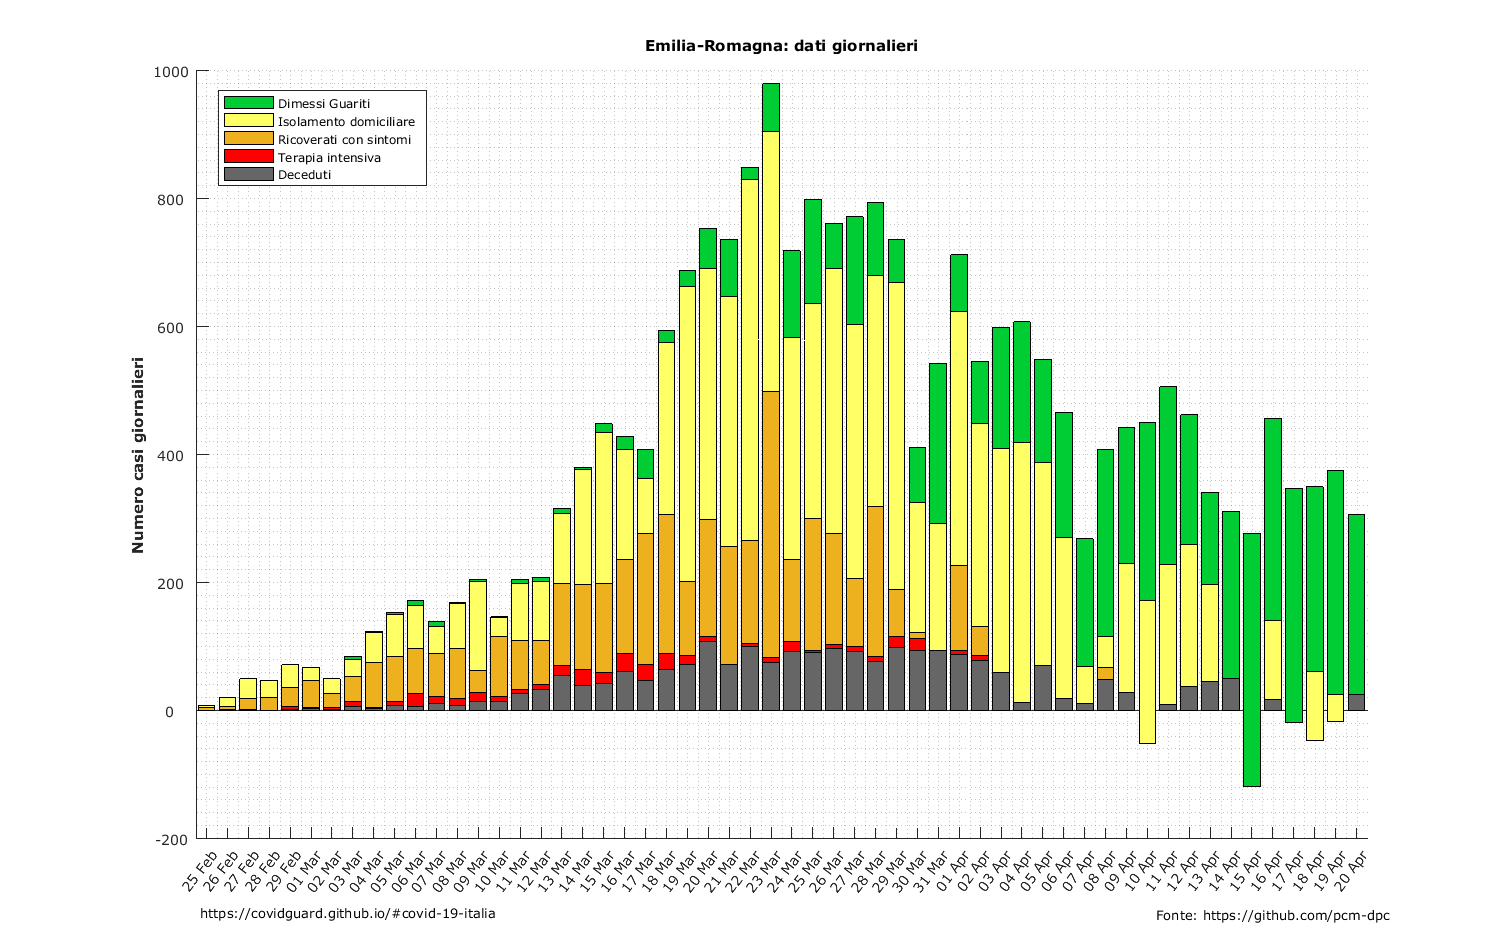 Emilia-Romagna: dati giornalieri
1000
800
600
400
200
0
-200
Numero casi giornalieri
Dimessi Guariti
Isolamento domiciliare
Ricoverati con sintomi
Terapia intensiva
Deceduti
25 Feb
26 Feb
27 Feb
28 Feb
29 Feb
01 Mar
02 Mar
03 Mar
04 Mar
05 Mar
06 Mar
07 Mar
08 Mar
09 Mar
10 Mar
11 Mar
12 Mar
13 Mar
14 Mar
15 Mar
16 Mar
17 Mar
18 Mar
19 Mar
20 Mar
21 Mar
22 Mar
23 Mar
24 Mar
25 Mar
26 Mar
27 Mar
28 Mar
29 Mar
30 Mar
31 Mar
01 Apr
02 Apr
03 Apr
04 Apr
05 Apr
06 Apr
07 Apr
08 Apr
09 Apr
10 Apr
11 Apr
12 Apr
13 Apr
14 Apr
15 Apr
16 Apr
17 Apr
18 Apr
19 Apr
20 Apr
https://covidguard.github.io/#covid-19-italia
Fonte: https://github.com/pcm-dpc